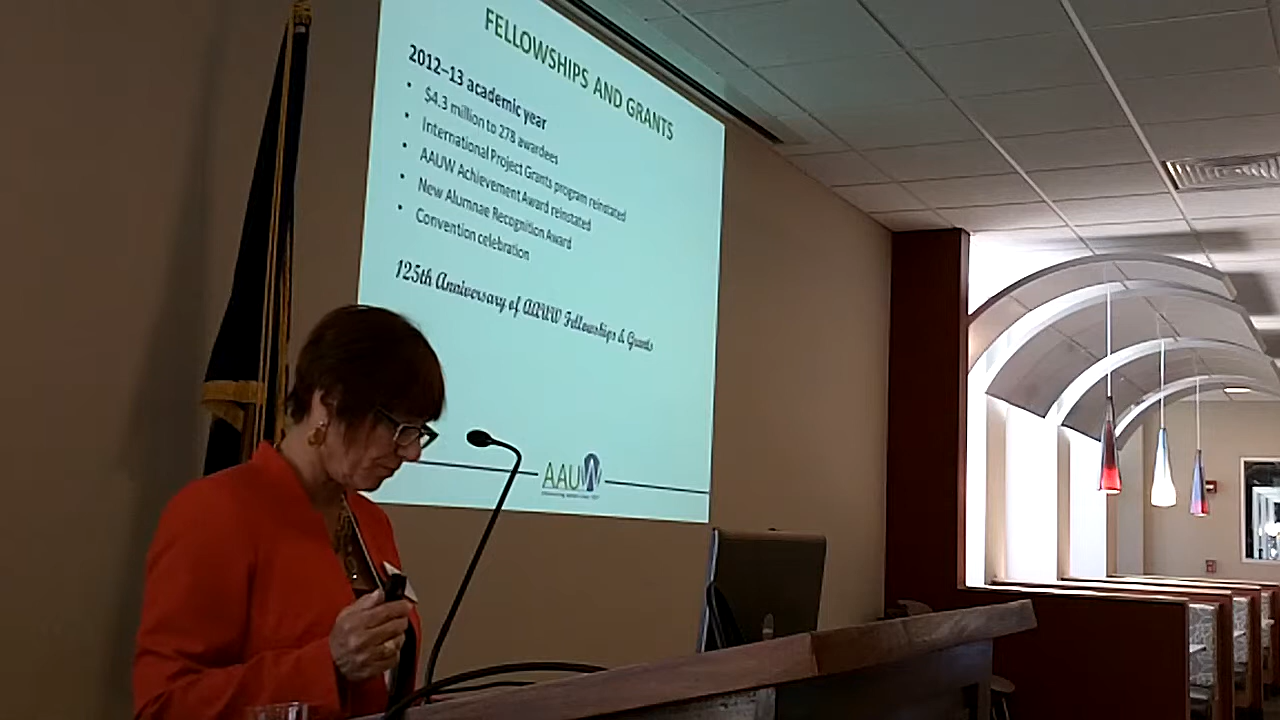 FELLOWSHIPS AND GRANTS
2012–13 academic year
• $4.3 million to 278 awardees
• International Project Grants program reinstated
• AAUW Achievement Award reinstated
• New Alumnae Recognition Award
• Convention celebration
125th Anniversary of AAUW Fellowships & Grants
AAUW